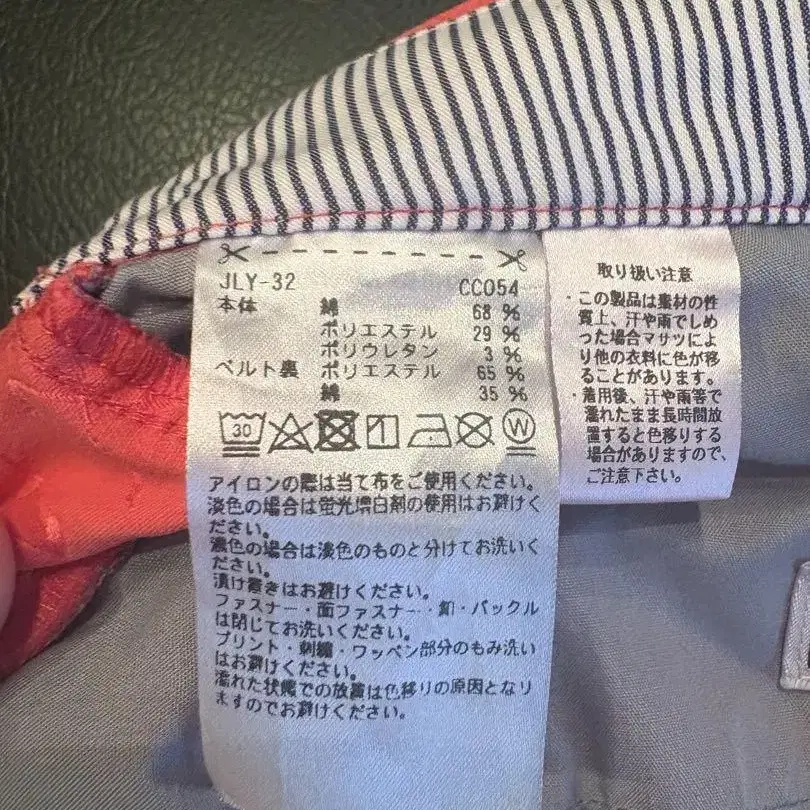 JLY-32
CC054
本体 綿 68 %
ポリエステル 29 %
ポリウレタン 3 %
ベルト裏 ポリエステル 65 %
綿 35 %
30
W
アイロンの際は当て布をご使用ください。
淡色の場合は蛍光増白剤の使用はお避けく
ださい。
濃色の場合は淡色のものと分けてお洗いく
ださい。
漬け置きはお避けください。
ファスナー・面ファスナー・釦・バックル
は閉じてお洗いください。
プリント・刺繍・ワッペン部分のもみ洗い
はお避けください。
濡れた状態での放置は色移りの原因となり
ますのでお避けください。
取り扱い注意
・この製品は素材の性
質上、汗や雨でしめ
った場合マサツによ
り他の衣料に色が移
ることがあります。
・着用後、汗や雨等で
濡れたまま長時間放
置すると色移りする
場合がありますので、
ご注意下さい。